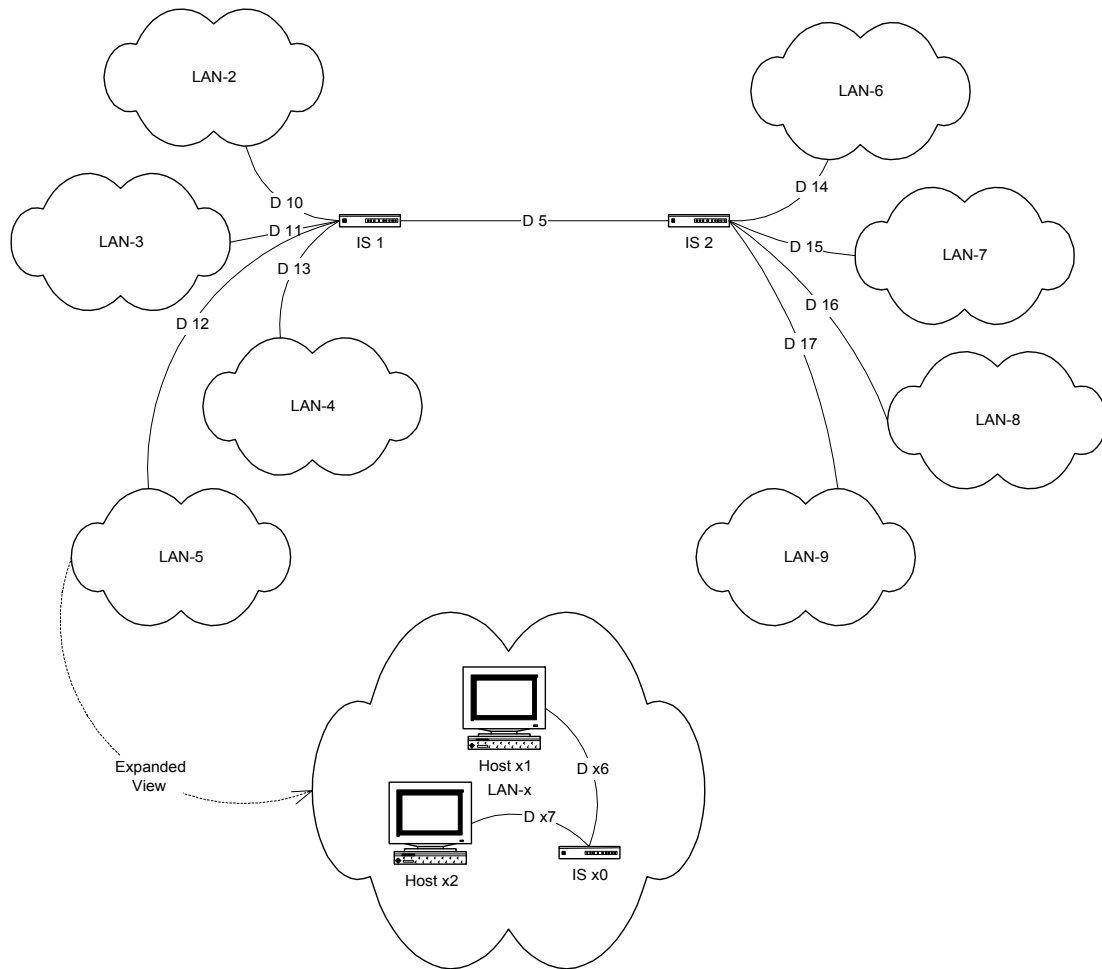 LAN-2
LAN-6
D 14
D 10
D 5
D 11
IS 1
IS 2
LAN-3
D 15
LAN-7
D 13
D 16
D 12
D 17
LAN-4
LAN-8
LAN-5
LAN-9
Host x1
D x6
Expanded
View
LAN-x
D x7
Host x2
IS x0